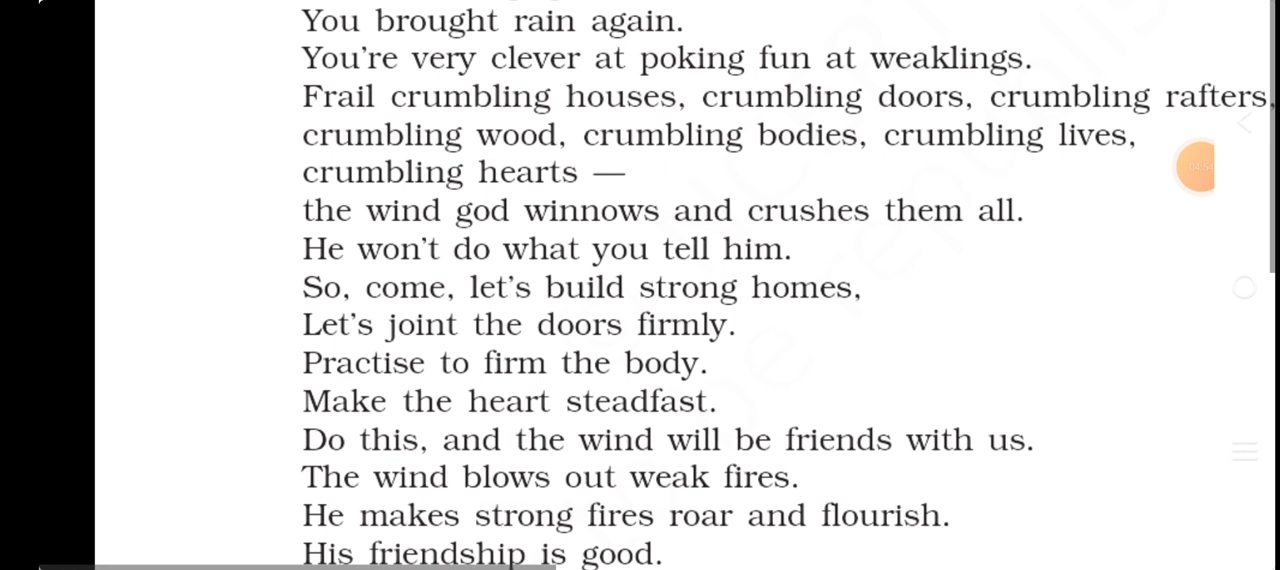 You brought rain again.
You're very clever at poking fun at weaklings.
Frail crumbling houses, crumbling doors, crumbling rafters,
crumbling wood, crumbling bodies, crumbling lives,
crumbling hearts —
the wind god winnows and crushes them all.
He won't do what you tell him.
So, come, let's build strong homes,
Let's joint the doors firmly.
Practise to firm the body.
Make the heart steadfast.
Do this, and the wind will be friends with us.
The wind blows out weak fires.
He makes strong fires roar and flourish.
His friendship is good.
04:54